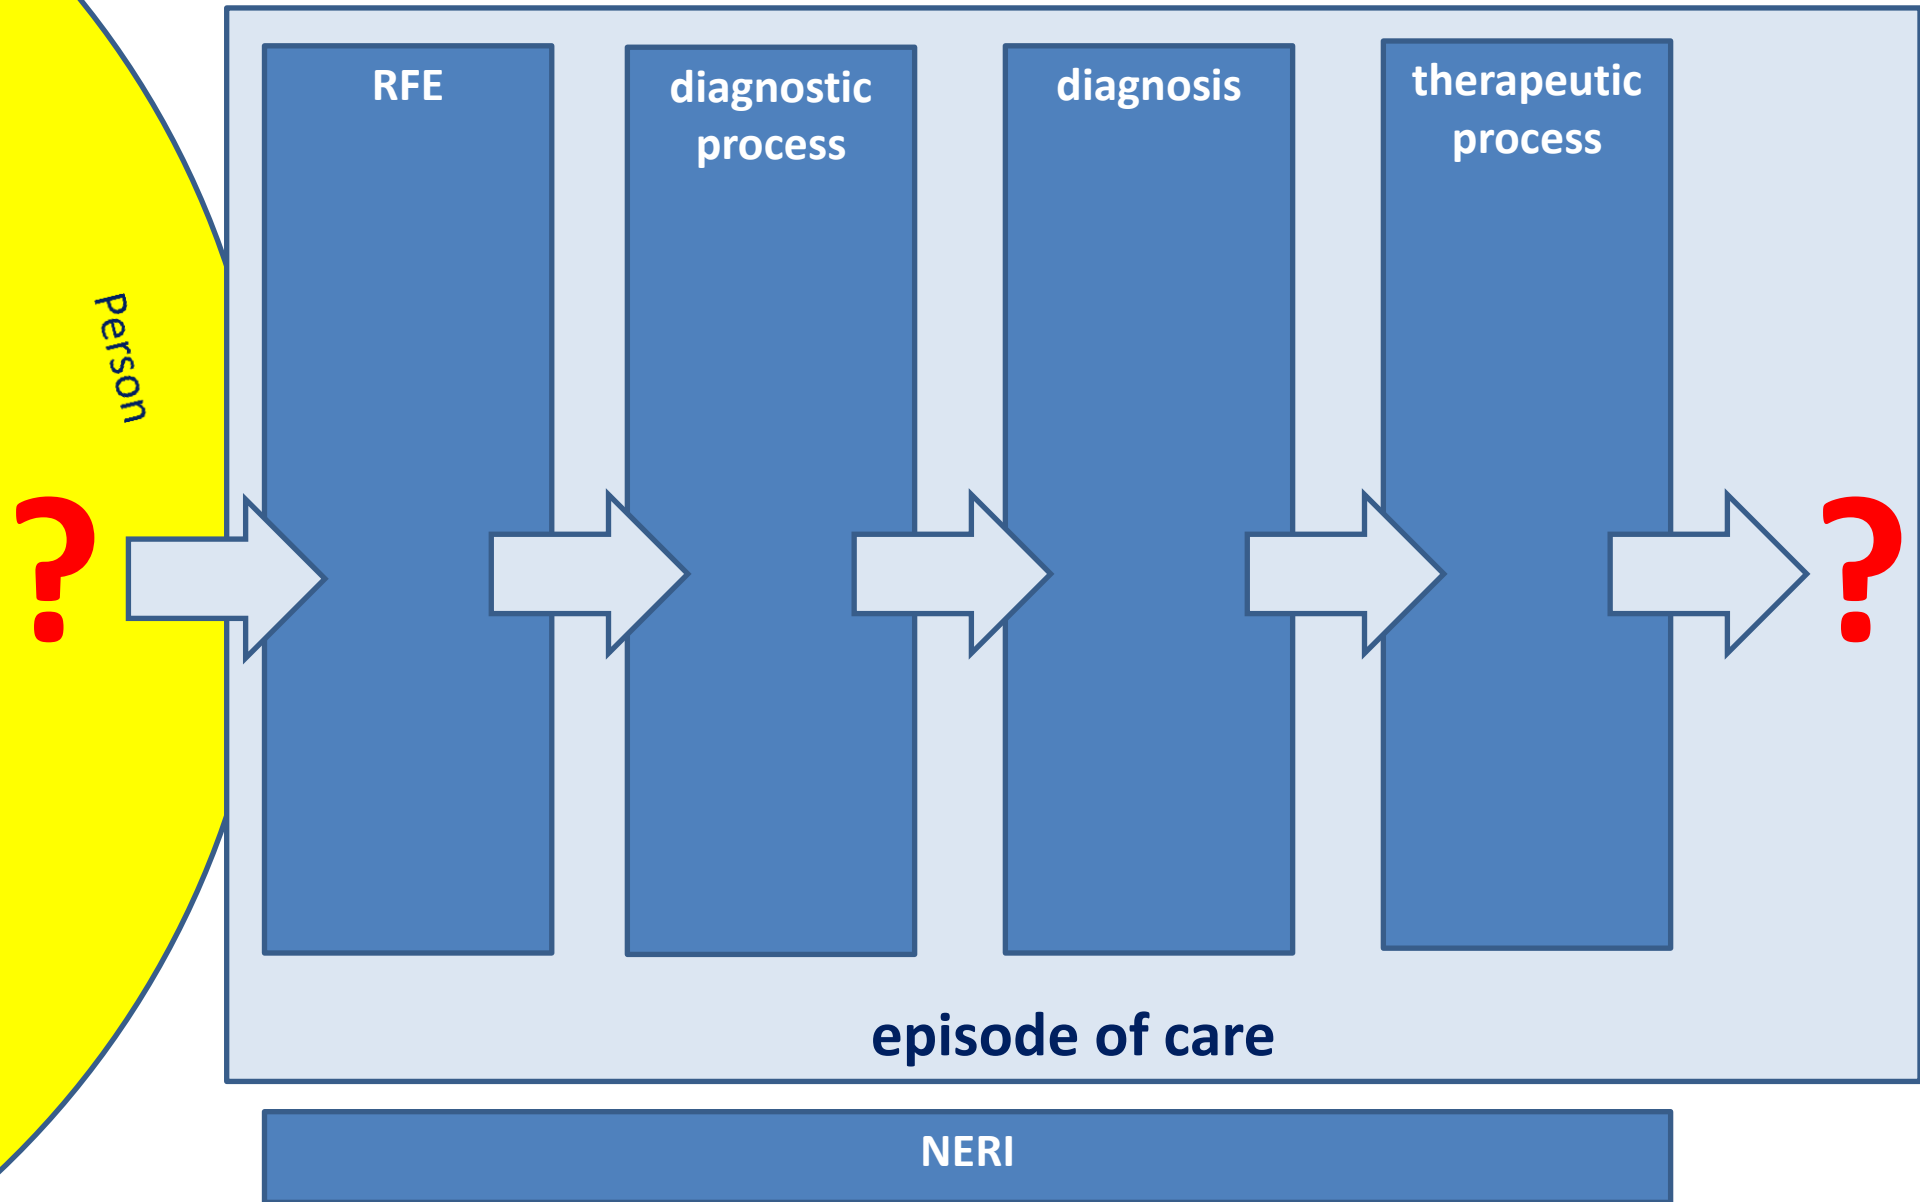 Person
?
RFE
diagnostic
process
diagnosis
therapeutic
process
?
episode of care
NERI